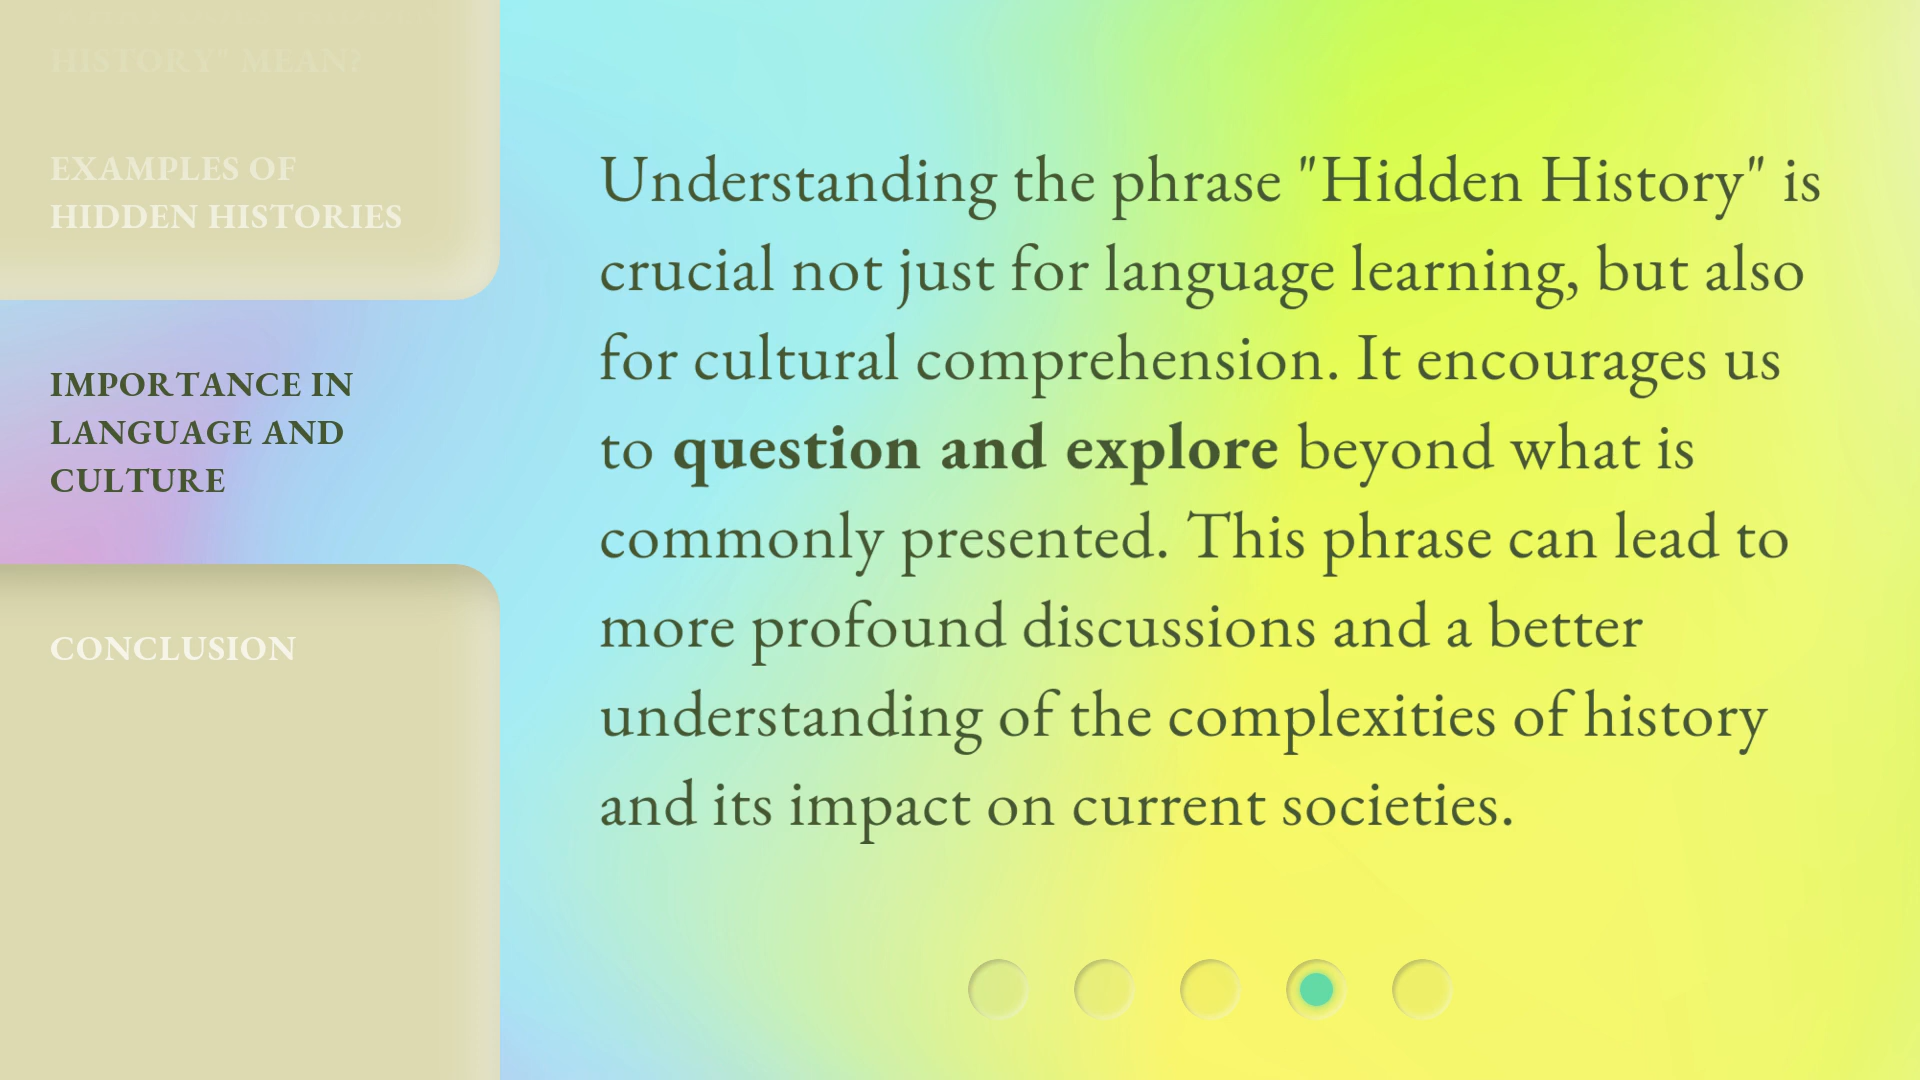 HISTORY" MEAN?
EXAMPLES OF
HIDDEN HISTORIES
IMPORTANCE IN
LANGUAGE AND
CULTURE
CONCLUSION
Understanding the phrase "Hidden History" is
crucial not just for language learning, but also
for cultural comprehension. It encourages us
to question and explore beyond what is
commonly presented. This phrase can lead to
more profound discussions and a better
understanding of the complexities of history
and its impact on current societies.